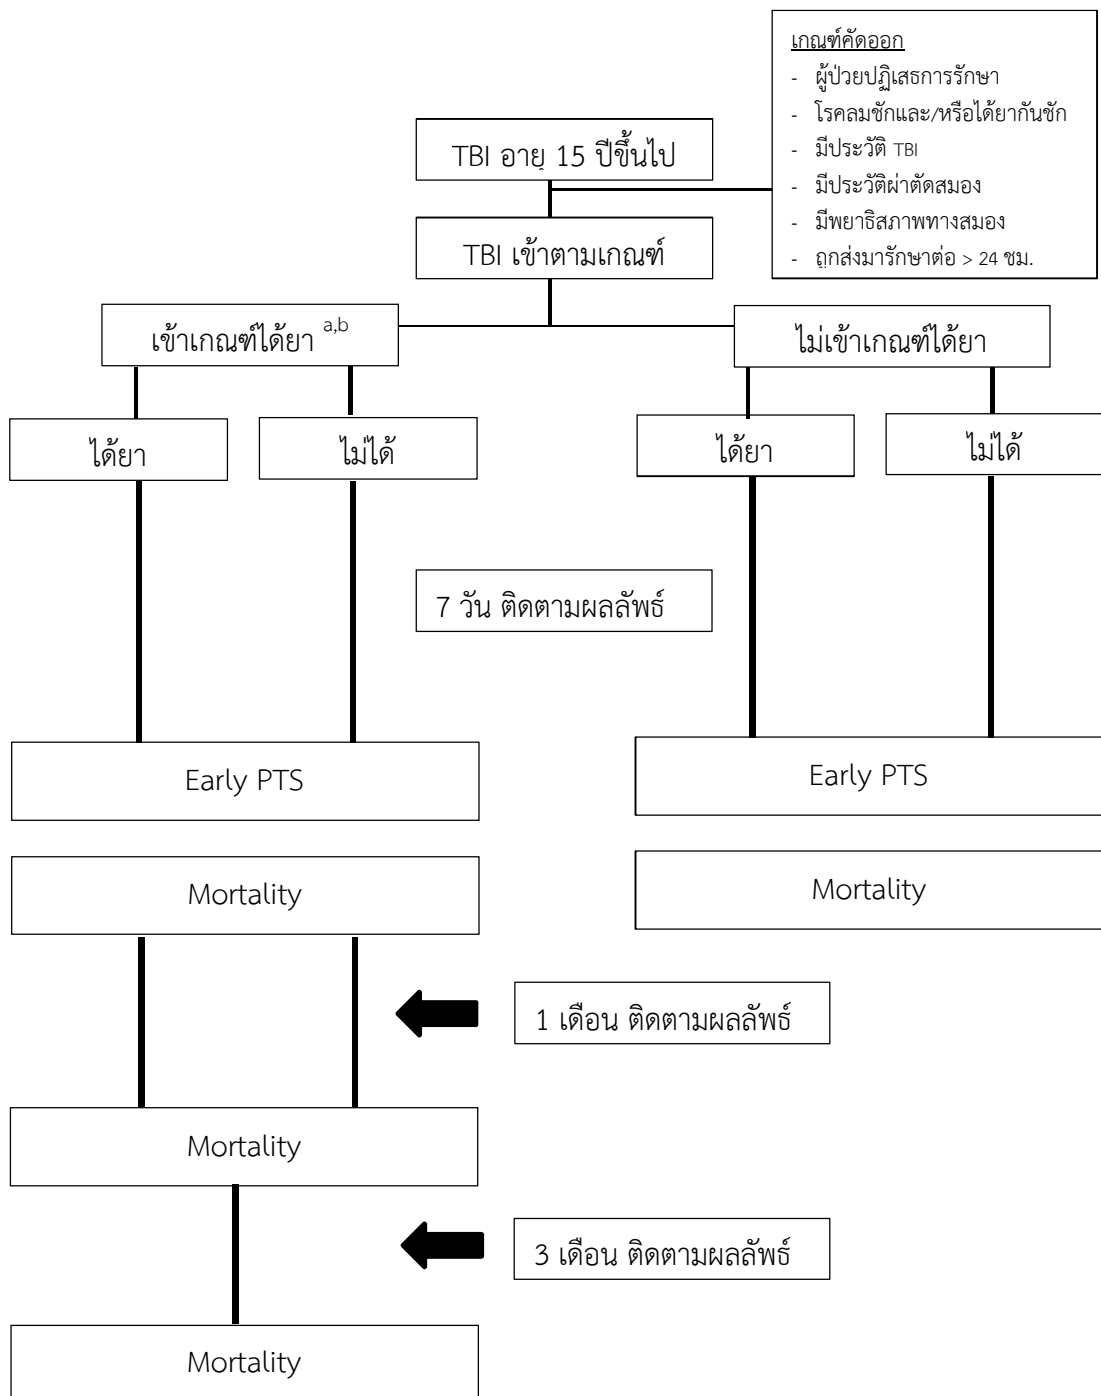 เกณฑ์คัดออก
- ผู้ป่วยปฏิเสธการรักษา
- โรคลมชักและ/หรือได้ยากันชัก
- มีประวัติ TBI
- มีประวัติผ่าตัดสมอง
- มีพยาธิสภาพทางสมอง
- ถูกส่งมารักษาต่อ > 24 ชม.
TBI อายุ 15 ปีขึ้นไป
TBI เข้าตามเกณฑ์
เข้าเกณฑ์ได้ยา a,b
ไม่เข้าเกณฑ์ได้ยา
ได้ยา
ไม่ได้
ได้ยา
ไม่ได้
7 วัน ติดตามผลลัพธ์
Early PTS
Early PTS
Mortality
Mortality
1 เดือน ติดตามผลลัพธ์
Mortality
3 เดือน ติดตามผลลัพธ์
Mortality